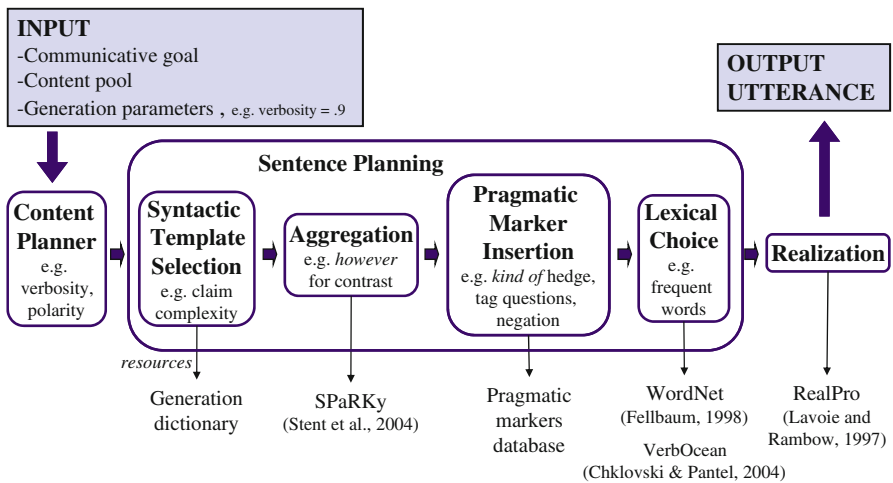 INPUT
-Communicative goal
-Content pool
-Generation parameters , e.g. verbosity = .9
OUTPUT
UTTERANCE
Sentence Planning
Content
Planner
e.g.
verbosity,
polarity
Syntactic
Template
Selection
e.g. claim
complexity
Aggregation
e.g. however
for contrast
Pragmatic
Marker
Insertion
e.g. kind of hedge,
tag questions,
negation
Lexical
Choice
e.g.
frequent
words
Realization
resources
Generation
dictionary
SPaRKy
(Stent et al., 2004)
Pragmatic
markers
database
WordNet
(Fellbaum, 1998)
VerbOcean
(Chklovski & Pantel, 2004)
RealPro
(Lavoie and
Rambow, 1997)